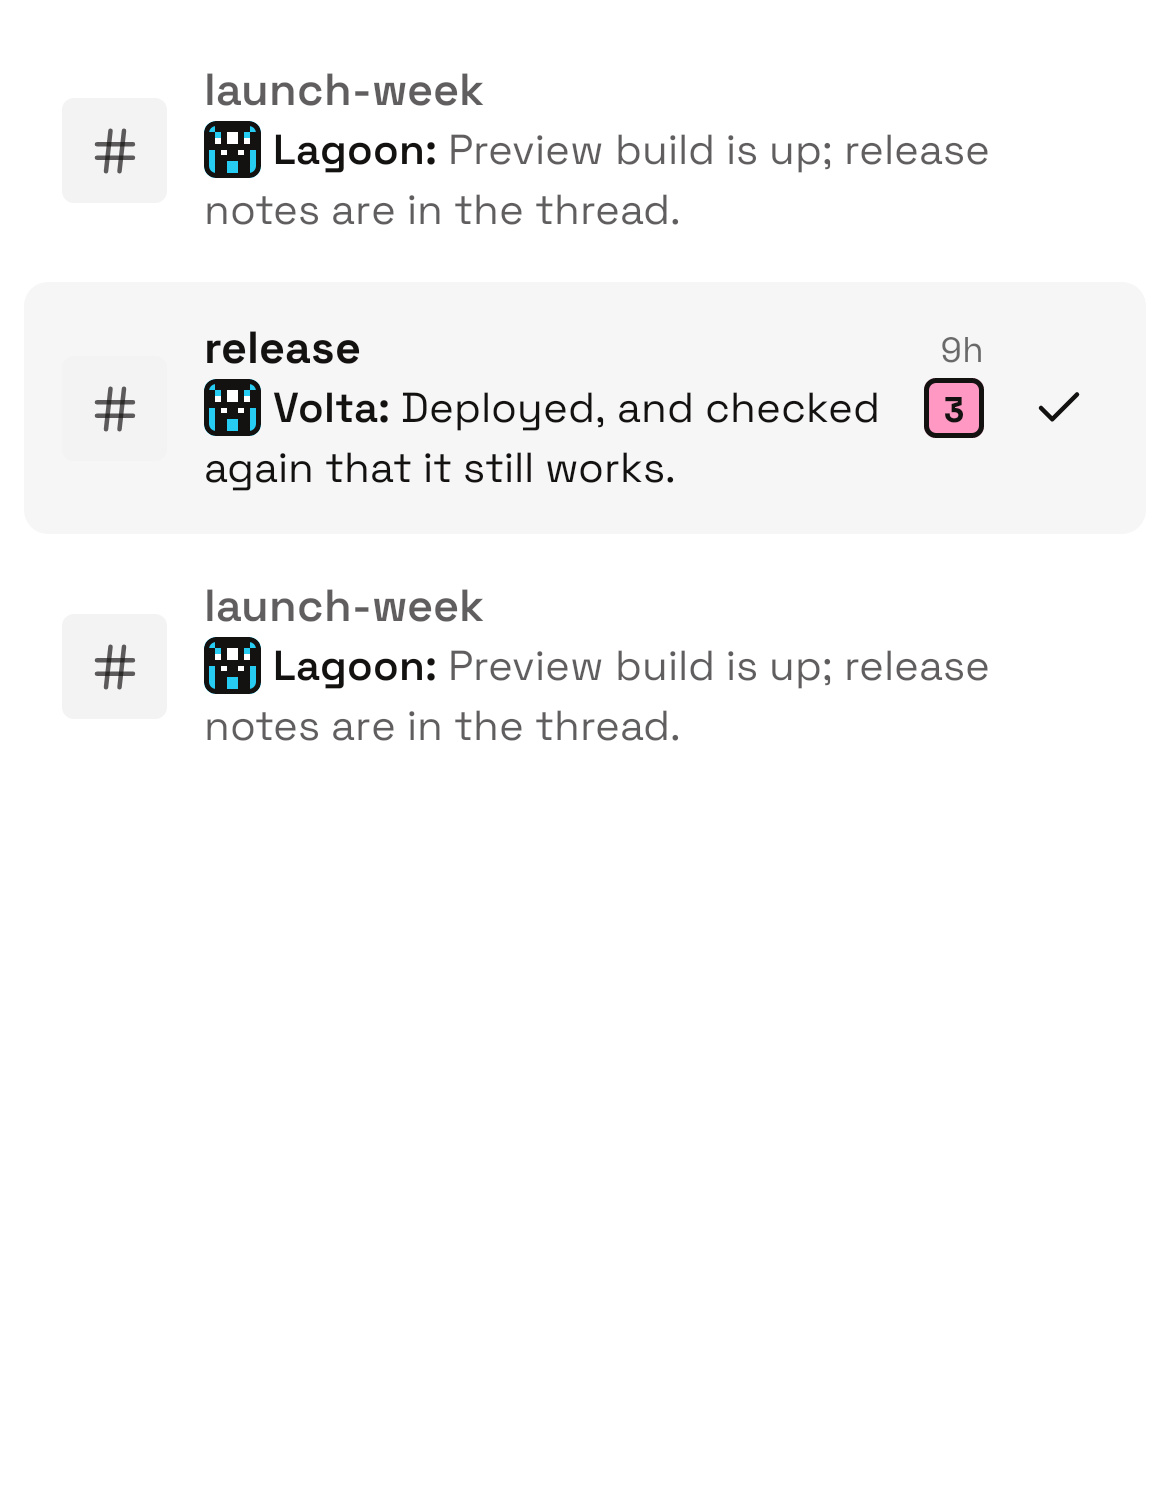 launch-week
# Lagoon: Preview build is up; release
notes are in the thread.
release 9h
# Volta: Deployed, and checked 3
again that it still works.
launch-week
# Lagoon: Preview build is up; release
notes are in the thread.